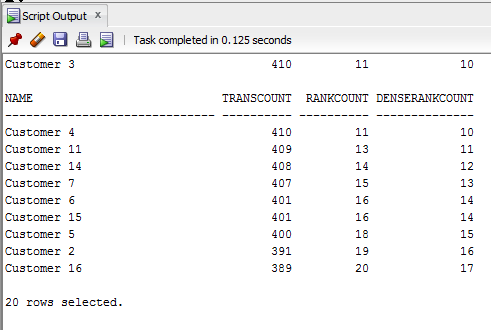 Script Output x
Task completed in 0.125 seconds
Customer 3 410 11 10
NAME TRANSCOUNT RANKCOUNT DENSERANKCOUNT
------------------------------ ---------- ---------- --------------
Customer 4 410 11 10
Customer 11 409 13 11
Customer 14 408 14 12
Customer 7 407 15 13
Customer 6 401 16 14
Customer 15 401 16 14
Customer 5 400 18 15
Customer 2 391 19 16
Customer 16 389 20 17
20 rows selected.